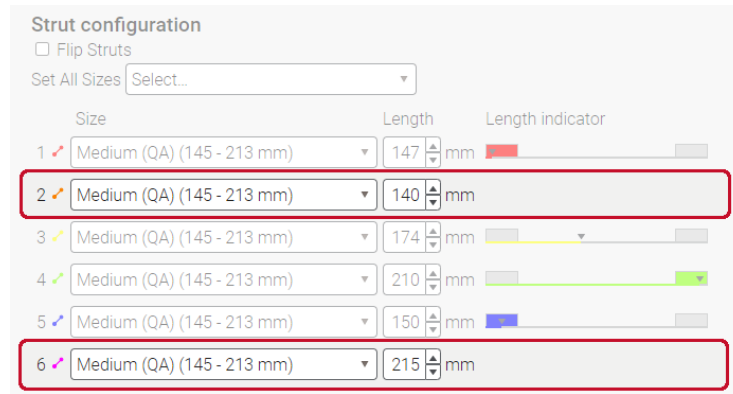 Strut configuration
Flip Struts
Set All Sizes Select...
Size Length Length indicator
1 Medium (QA) (145 - 213 mm) 147 mm
2 Medium (QA) (145 - 213 mm) 140 mm
3 Medium (QA) (145 - 213 mm) 174 mm
4 Medium (QA) (145 - 213 mm) 210 mm
5 Medium (QA) (145 - 213 mm) 150 mm
6 Medium (QA) (145 - 213 mm) 215 mm